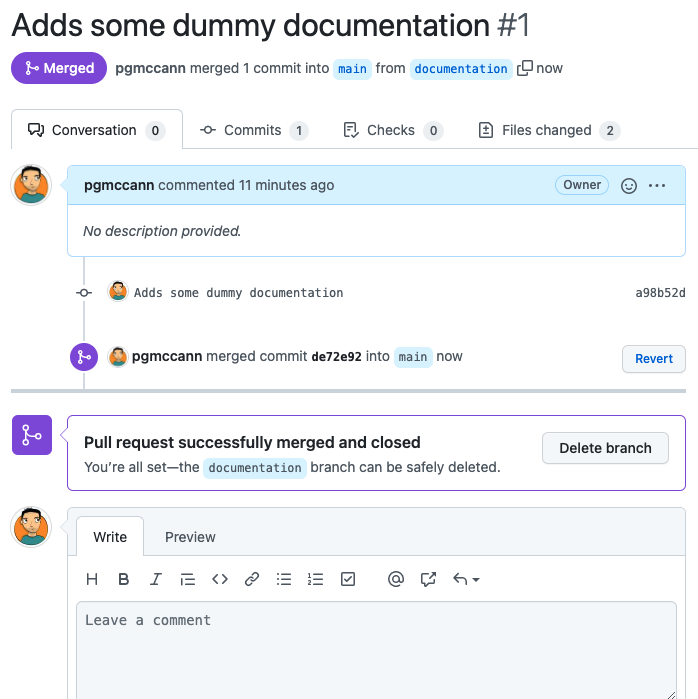 Adds some dummy documentation #1
Merged pgmccann merged 1 commit into main from documentation now
Conversation 0 Commits 1 Checks 0 Files changed 2
pgmccann commented 11 minutes ago Owner
No description provided.
Adds some dummy documentation a98b52d
pgmccann merged commit de72e92 into main now Revert
Pull request successfully merged and closed
You’re all set—the documentation branch can be safely deleted.
Delete branch
Write Preview
Leave a comment